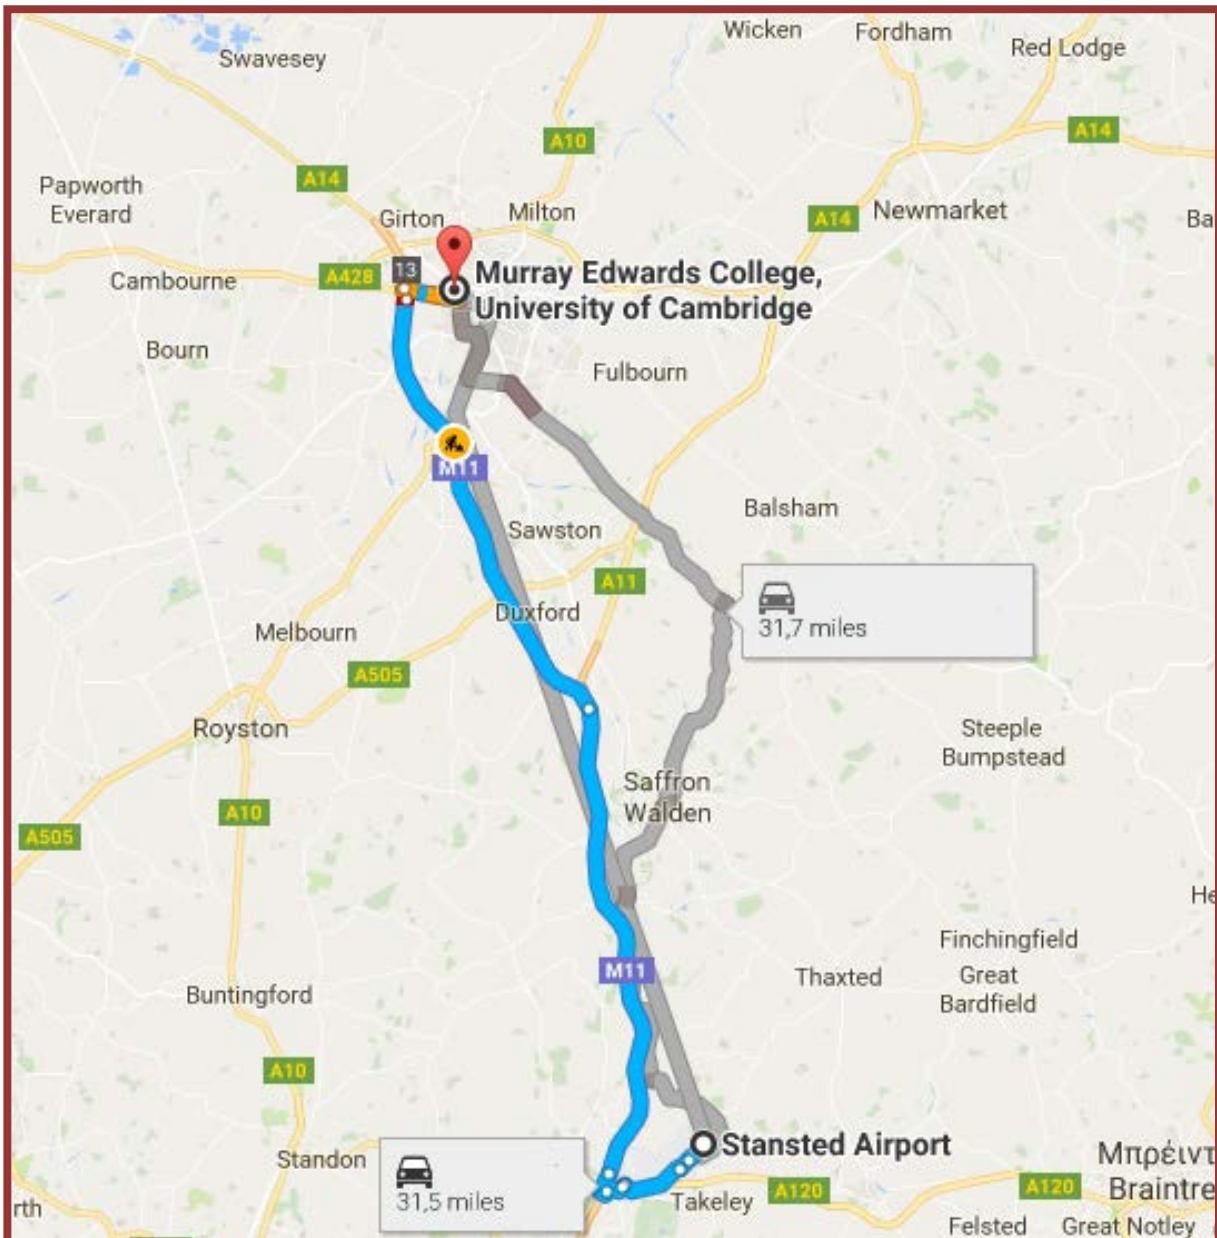 Wicken
Fordham
Red Lodge
Swavesey
A10
A14
A14
Papworth
Everard
Girton
Milton
A14
Newmarket
Ba
Cambourne
A428
13
Murray Edwards College,
University of Cambridge
Bourn
Fulbourn
M11
Balsham
Sawston
A11
Duxford
31,7 miles
Melbourn
A505
Royston
Steeple
Bumpstead
Saffron
Walden
A10
A505
He
Finchingfield
M11
Thaxted
Great
Bardfield
Buntingford
A10
Stansted Airport
Standon
Μπρέιντ
Braintre
31,5 miles
Takeley
A120
A120
rth
Felsted
Great Notley